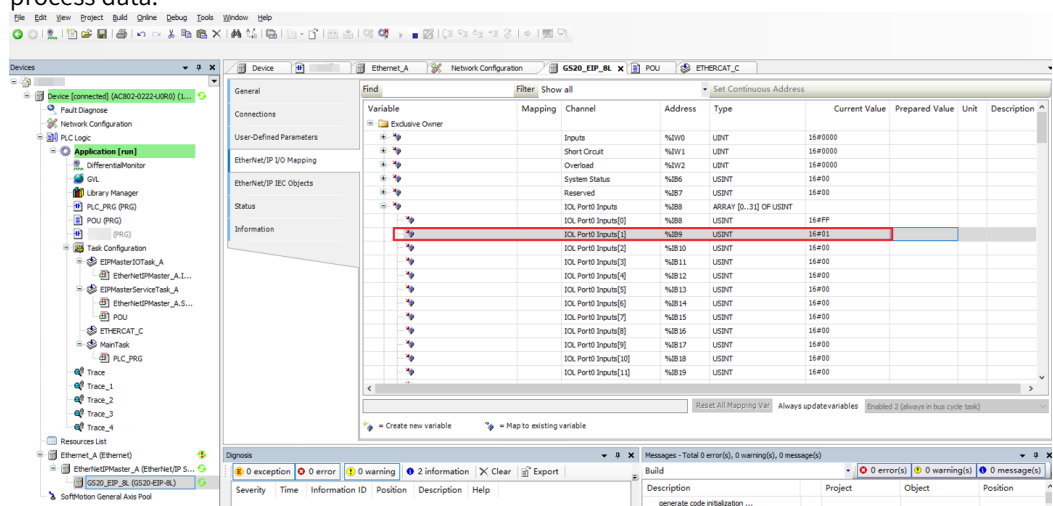 process data.
File Edit View Project Build Online Debug Tools Window Help
Devices
Device
Ethernet_A
Network Configuration
GS20_EIP_8L
POU
ETHERCAT_C
Device [connected] (AC802-0222-U0R0) (1...
Fault Diagnose
Network Configuration
PLC Logic
Application [run]
DifferentialMonitor
GVL
Library Manager
PLC_PRG (PRG)
POU (PRG)
(PRG)
Task Configuration
EIPMasterIOTask_A
EtherNetIPMaster_A.I...
EIPMasterServiceTask_A
EtherNetIPMaster_A.S...
POU
ETHERCAT_C
MainTask
PLC_PRG
Trace
Trace_1
Trace_2
Trace_3
Trace_4
Resources List
Ethernet_A (Ethernet)
EtherNetIPMaster_A (EtherNet/IP S...
GS20_EIP_8L (GS20-EIP-8L)
SoftMotion General Axis Pool
General
Connections
User-Defined Parameters
EtherNet/IP I/O Mapping
EtherNet/IP IEC Objects
Status
Information
Find Filter Show all Set Continuous Address
Variable Mapping Channel Address Type Current Value Prepared Value Unit Description
Exclusive Owner
Inputs %IW0 UINT 16#0000
Short Circuit %IW1 UINT 16#0000
Overload %IW2 UINT 16#0000
System Status %IB6 USINT 16#00
Reserved %IB7 USINT 16#00
IOL Port0 Inputs %IB8 ARRAY [0..31] OF USINT
IOL Port0 Inputs[0] %IB8 USINT 16#FF
IOL Port0 Inputs[1] %IB9 USINT 16#01
IOL Port0 Inputs[2] %IB10 USINT 16#00
IOL Port0 Inputs[3] %IB11 USINT 16#00
IOL Port0 Inputs[4] %IB12 USINT 16#00
IOL Port0 Inputs[5] %IB13 USINT 16#00
IOL Port0 Inputs[6] %IB14 USINT 16#00
IOL Port0 Inputs[7] %IB15 USINT 16#00
IOL Port0 Inputs[8] %IB16 USINT 16#00
IOL Port0 Inputs[9] %IB17 USINT 16#00
IOL Port0 Inputs[10] %IB18 USINT 16#00
IOL Port0 Inputs[11] %IB19 USINT 16#00
Reset All Mapping Var Always updatevariables Enabled 2 (always in bus cycle task)
= Create new variable = Map to existing variable
Dignosis
0 exception 0 error 0 warning 2 information Clear Export
Severity Time Information ID Position Description Help
Messages - Total 0 error(s), 0 warning(s), 0 message(s)
Build 0 error(s) 0 warning(s) 0 message(s)
Description Project Object Position
generate code initialization ...